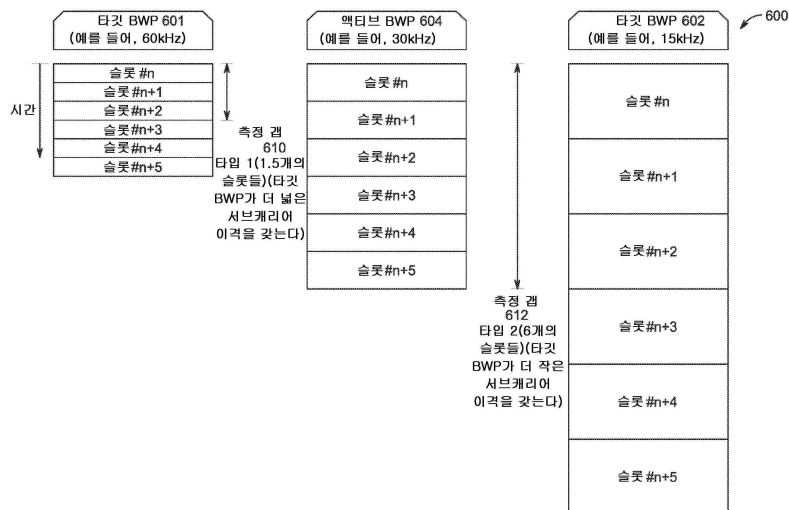 타깃 BWP 601
(예를 들어, 60kHz)
액티브 BWP 604
(예를 들어, 30kHz)
타깃 BWP 602
(예를 들어, 15kHz)
600
시간
슬롯 #n
슬롯#n+1
슬롯#n+2
슬롯#n+3
슬롯#n+4
슬롯#n+5
측정 갭
610
타입 1(1.5개의
슬롯들)(타깃
BWP가 더 넓은
서브캐리어
이격을 갖는다)
슬롯#n
슬롯#n+1
슬롯#n+2
슬롯#n+3
슬롯#n+4
슬롯#n+5
측정 갭
612
타입 2(6개의
슬롯들)(타깃
BWP가 더 작은
서브캐리어
이격을 갖는다)
슬롯#n
슬롯#n+1
슬롯#n+2
슬롯#n+3
슬롯#n+4
슬롯#n+5